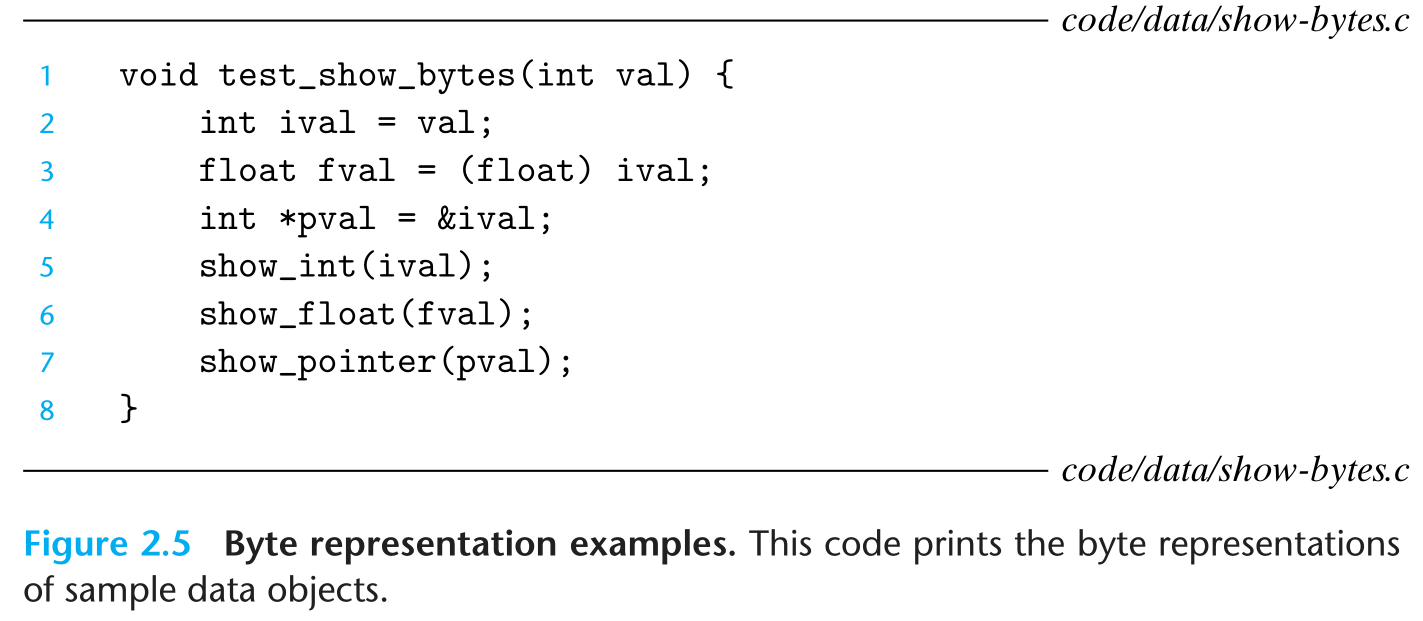 code/data/show-bytes.c
1 void test_show_bytes(int val) {
2 int ival = val;
3 float fval = (float) ival;
4 int *pval = &ival;
5 show_int(ival);
6 show_float(fval);
7 show_pointer(pval);
8 }
code/data/show-bytes.c
Figure 2.5 Byte representation examples. This code prints the byte representations
of sample data objects.